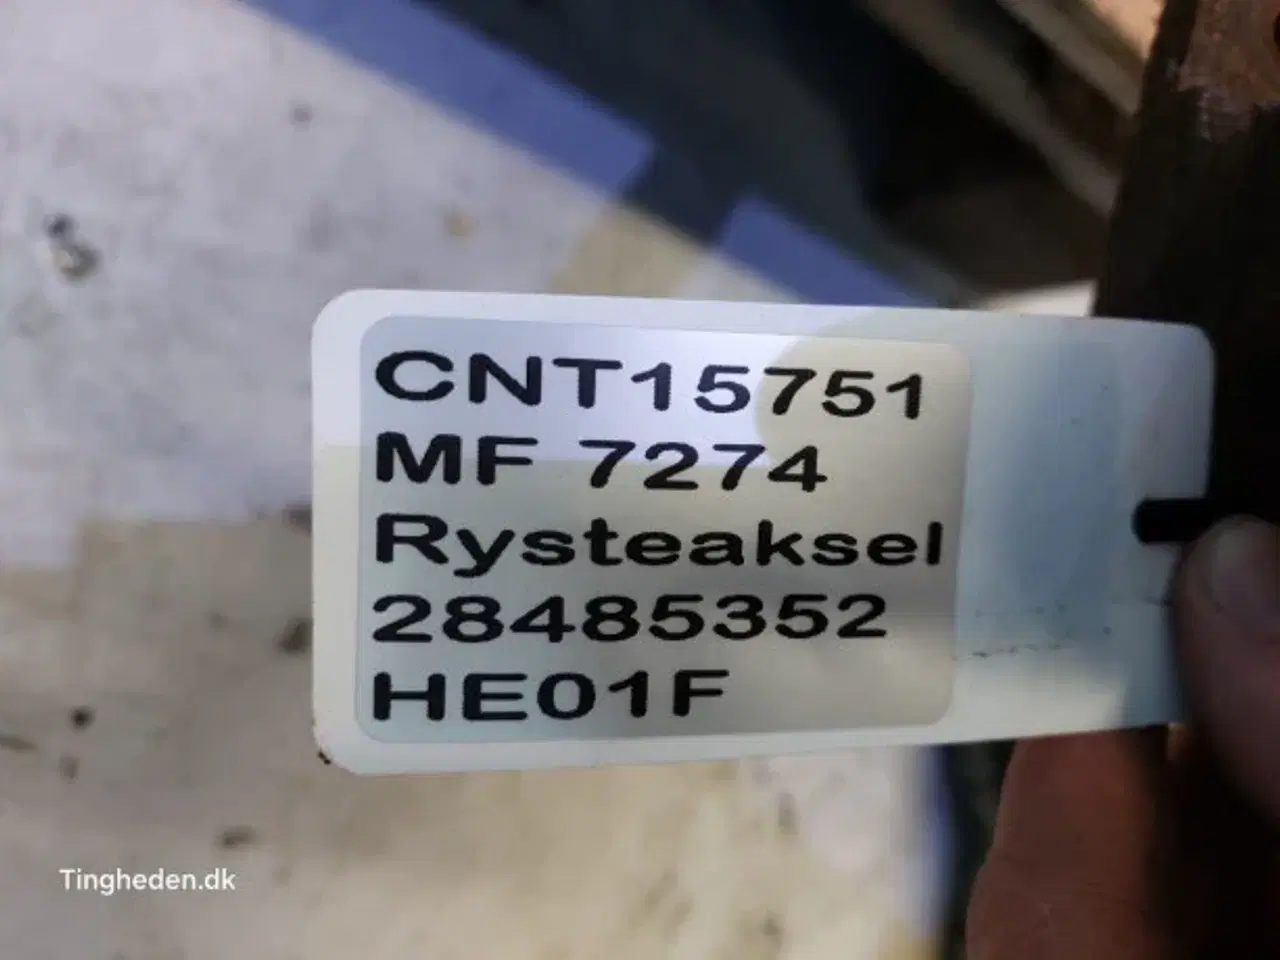 CNT15751
MF 7274
Rysteaksel
28485352
HE01F
Tingheden.dk